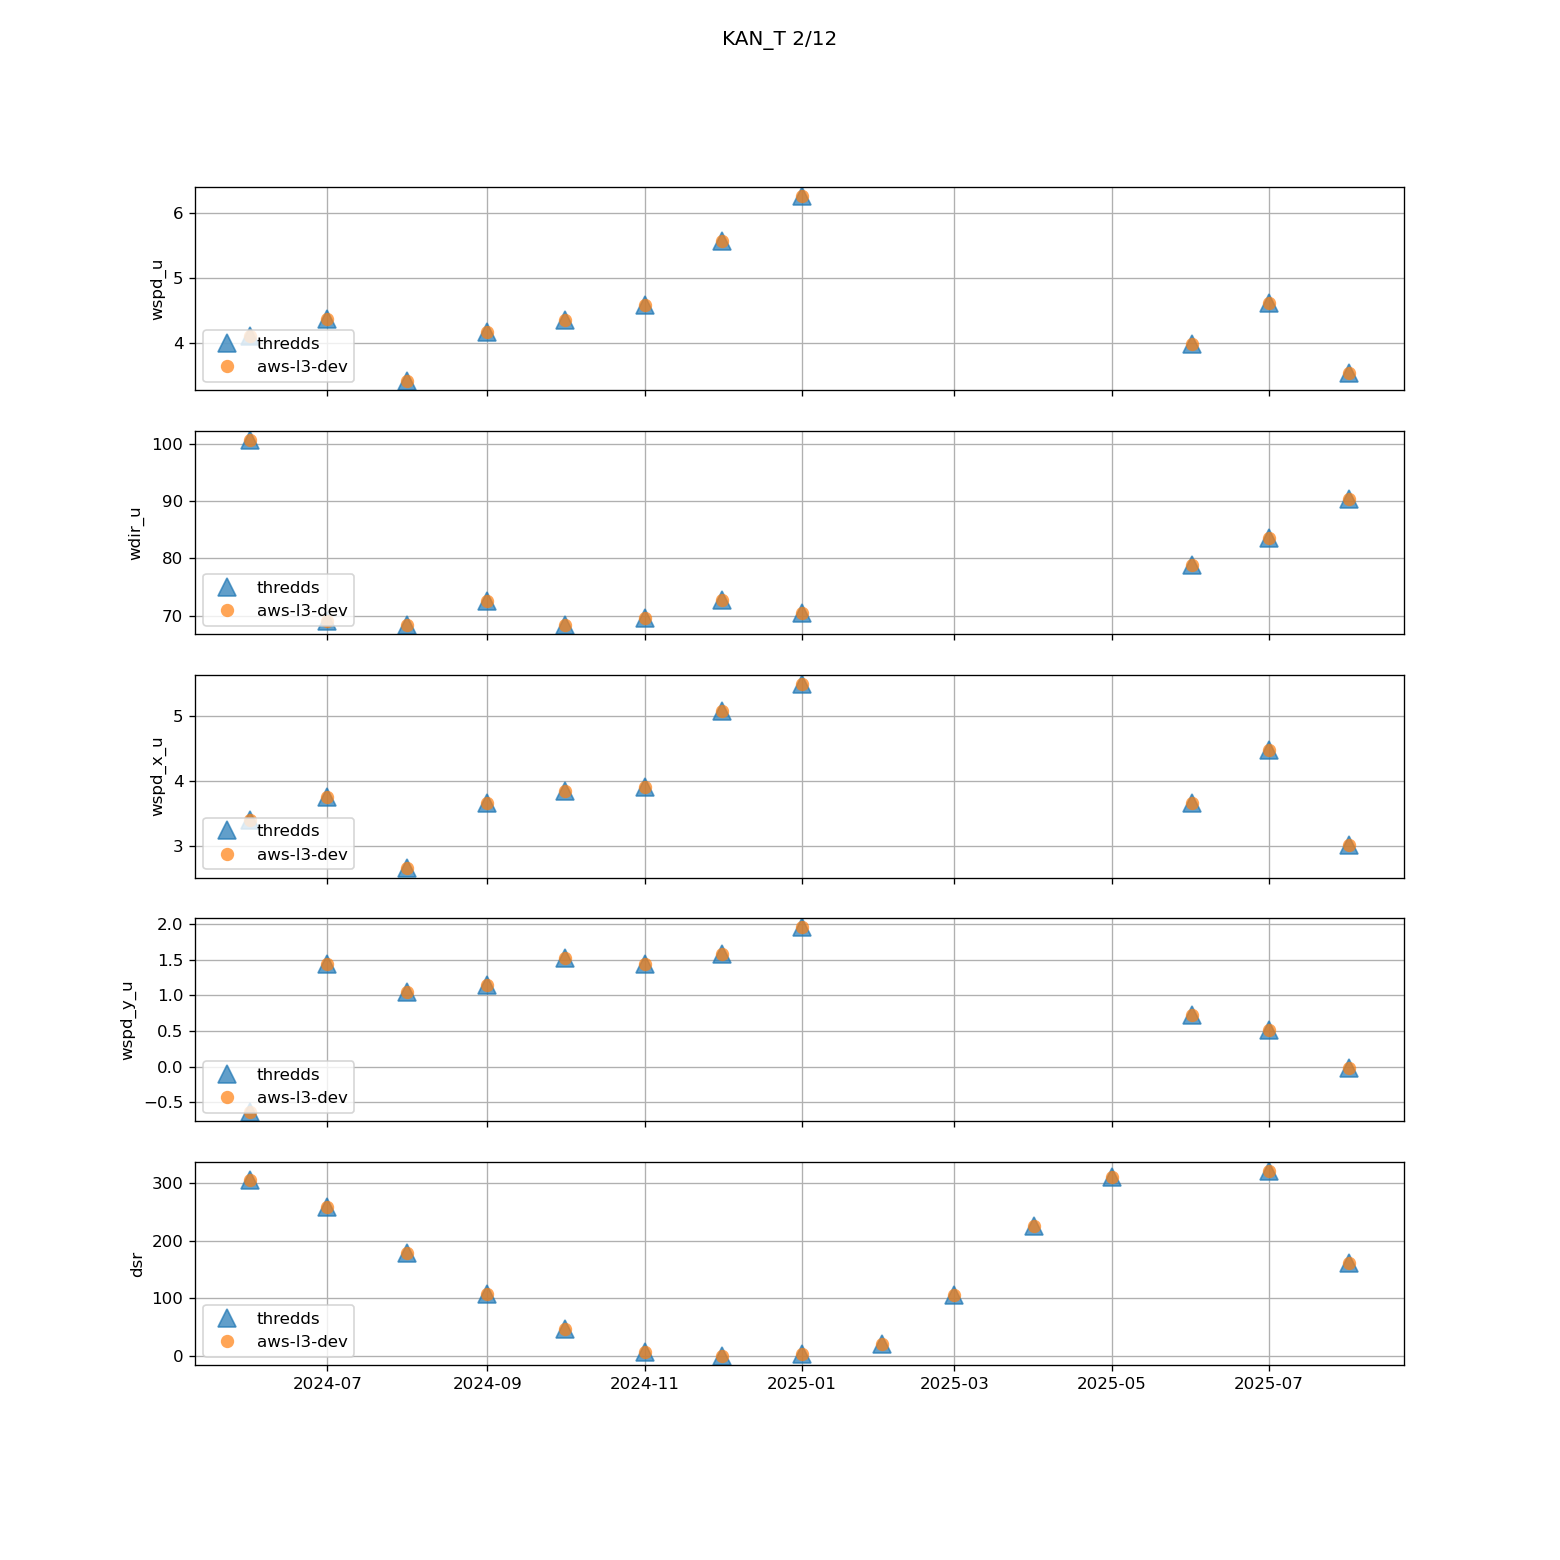 KAN_T 2/12
6
5
4
wspd_u
thredds
aws-l3-dev
100
90
80
70
wdir_u
thredds
aws-l3-dev
5
4
3
wspd_x_u
thredds
aws-l3-dev
2.0
1.5
1.0
0.5
0.0
−0.5
wspd_y_u
thredds
aws-l3-dev
300
200
100
0
dsr
thredds
aws-l3-dev
2024-07 2024-09 2024-11 2025-01 2025-03 2025-05 2025-07